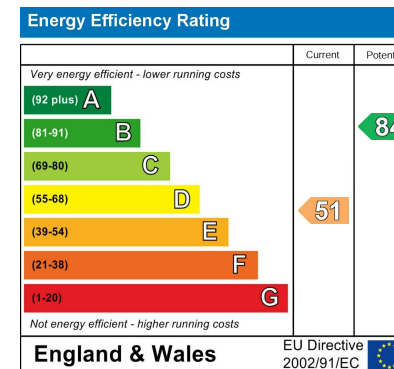 Energy Efficiency Rating
Current Poten
Very energy efficient - lower running costs
(92 plus) A
(81-91) B
84
(69-80) C
(55-68) D
51
(39-54) E
(21-38) F
(1-20) G
Not energy efficient - higher running costs
England & Wales
EU Directive
2002/91/EC